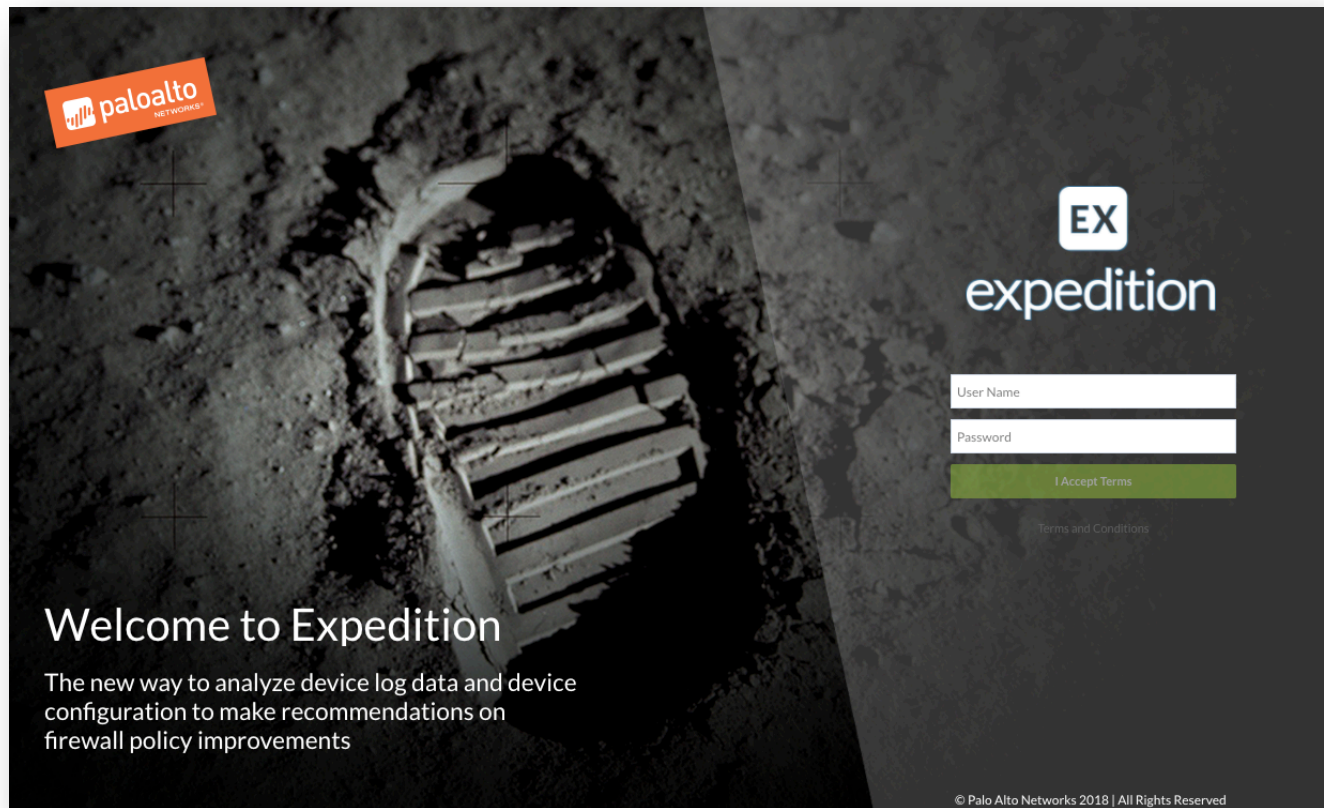 paloalto
NETWORKS®
EX
expedition
User Name
Password
I Accept Terms
Terms and Conditions
Welcome to Expedition
The new way to analyze device log data and device
configuration to make recommendations on
firewall policy improvements
© Palo Alto Networks 2018 | All Rights Reserved